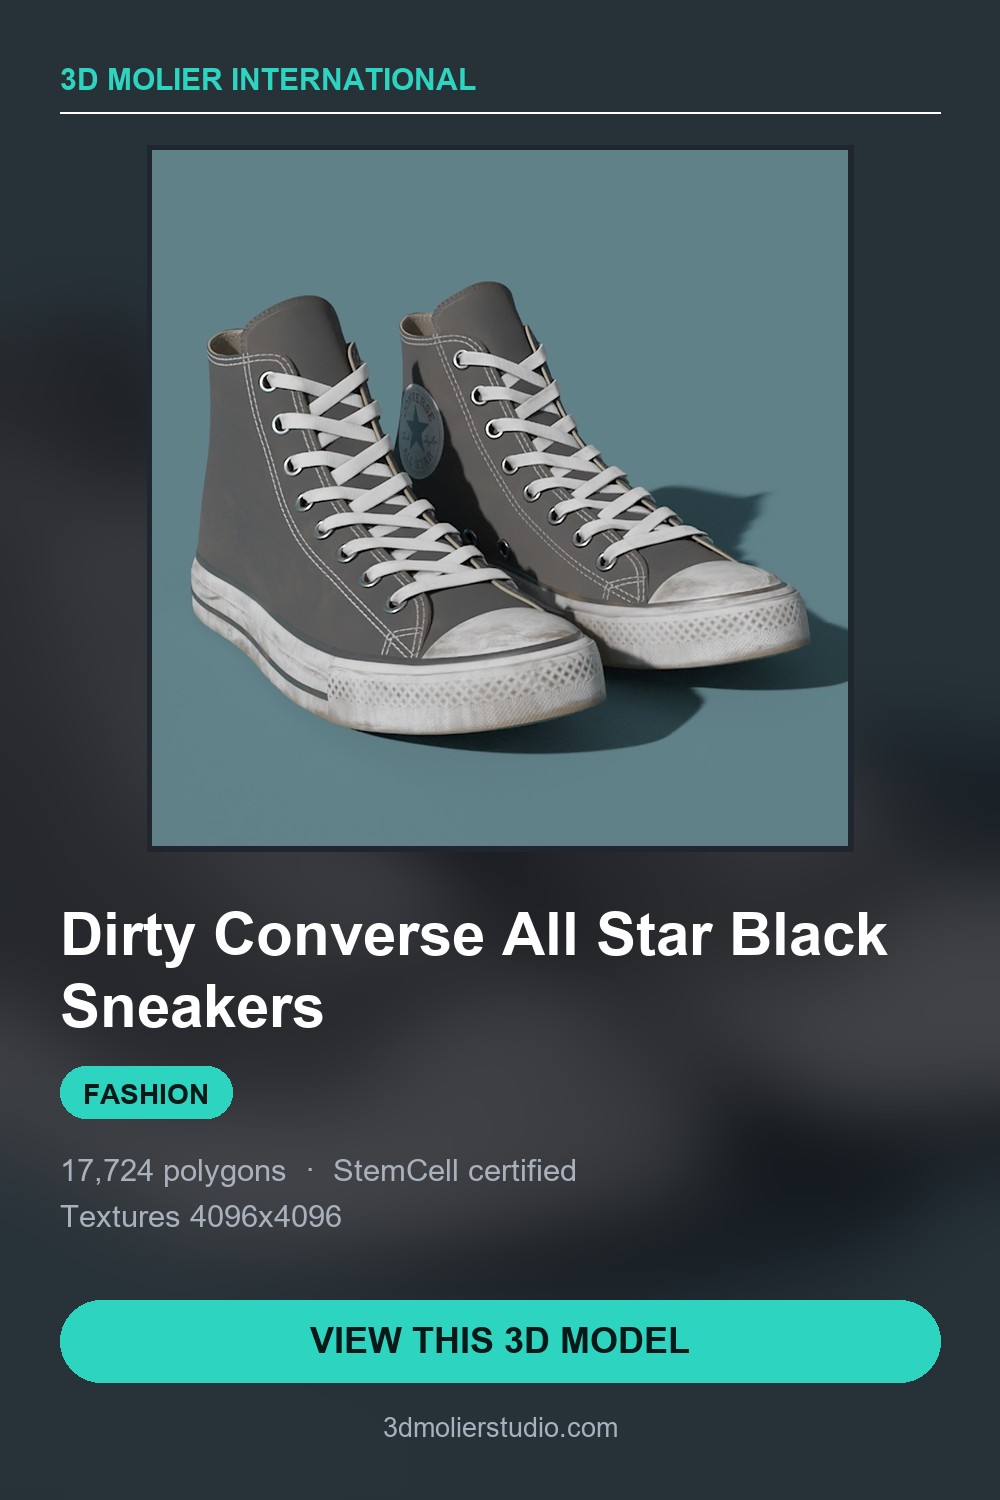 3D MOLIER INTERNATIONAL
Dirty Converse All Star Black
Sneakers
FASHION
17,724 polygons · StemCell certified
Textures 4096x4096
VIEW THIS 3D MODEL
3dmolierstudio.com